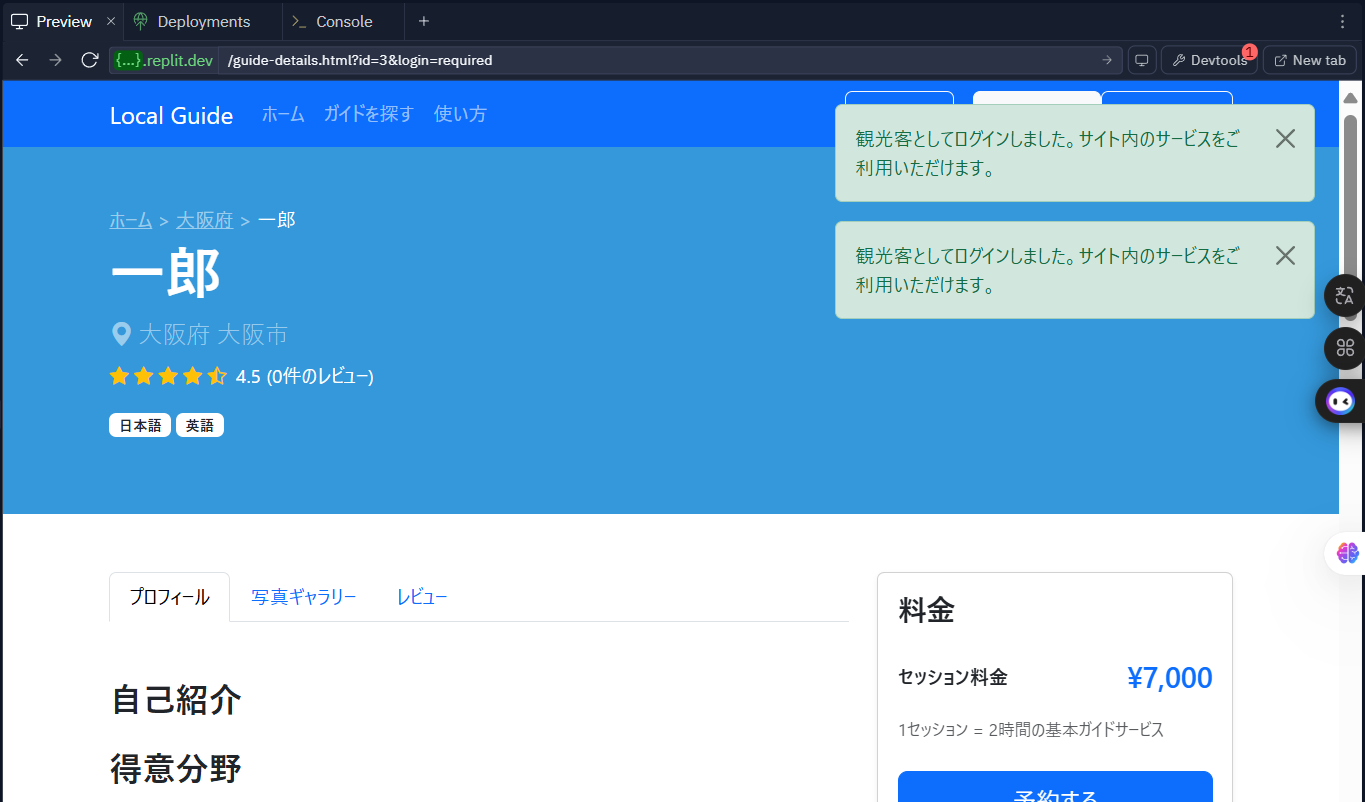 Preview
Deployments
Console
{...}.replit.dev /guide-details.html?id=3&login=required
Devtools 1
New tab
Local Guide ホーム ガイドを探す 使い方
観光客としてログインしました。サイト内のサービスをご
利用いただけます。
観光客としてログインしました。サイト内のサービスをご
利用いただけます。
ホーム > 大阪府 > 一郎
一郎
大阪府 大阪市
4.5 (0件のレビュー)
日本語 英語
プロフィール 写真ギャラリー レビュー
自己紹介
得意分野
料金
セッション料金 ¥7,000
1セッション = 2時間の基本ガイドサービス
予約する